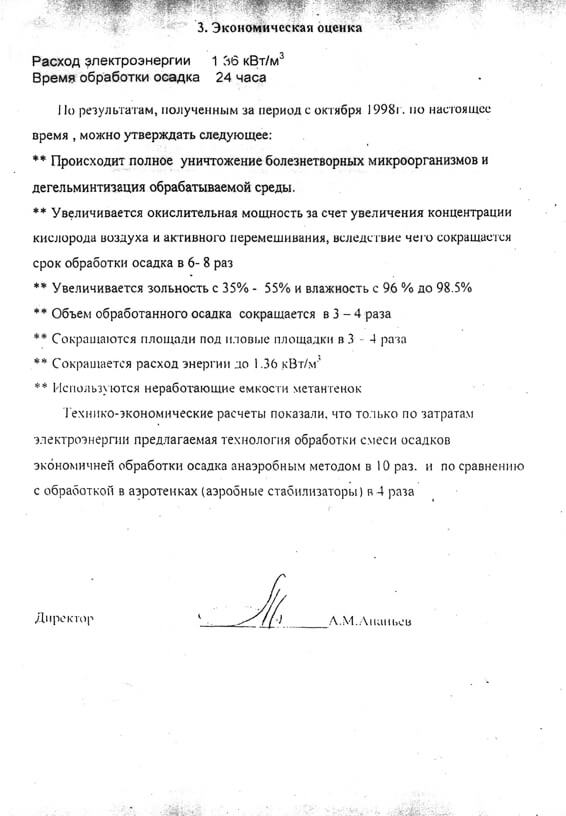 3. Экономическая оценка
Расход электроэнергии 1 36 кВт/м³
Время обработки осадка 24 часа
По результатам, полученным за период с октября 1998г. по настоящее
время , можно утверждать следующее:
** Происходит полное уничтожение болезнетворных микроорганизмов и
дегельминтизация обрабатываемой среды.
** Увеличивается окислительная мощность за счет увеличения концентрации
кислорода воздуха и активного перемешивания, вследствие чего сокращается
срок обработки осадка в 6- 8 раз
** Увеличивается зольность с 35% - 55% и влажность с 96 % до 98.5%
** Объем обработанного осадка сокращается в 3 – 4 раза
** Сокращаются площади под иловые площадки в 3 - 4 раза
** Сокращается расход энергии до 1.36 кВт/м³
** Используются неработающие емкости метантенок
Технико-экономические расчеты показали, что только по затратам
электроэнергии предлагаемая технология обработки смеси осадков
экономичней обработки осадка анаэробным методом в 10 раз. и по сравнению
с обработкой в аэротенках (аэробные стабилизаторы) в 4 раза
Директор А.М.Ананьев